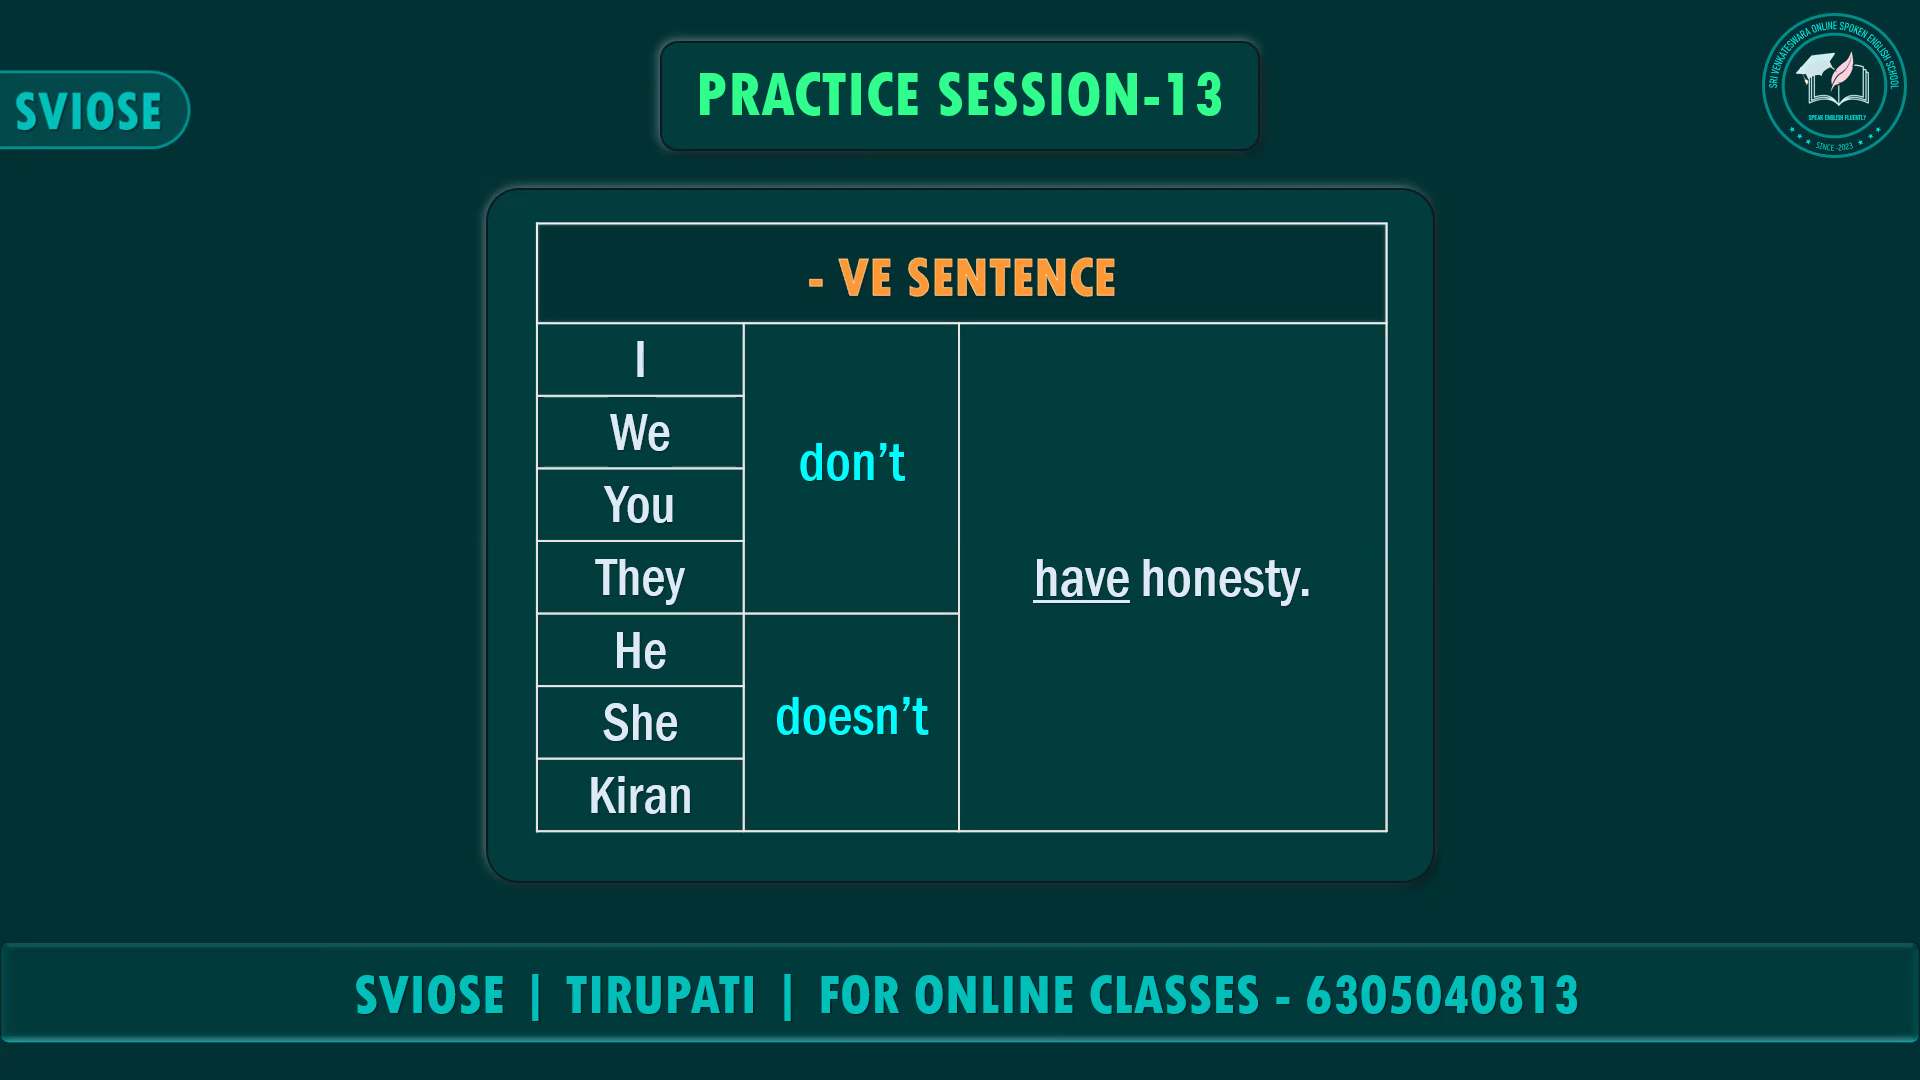 SRI VENKATESWARA ONLINE SPOKEN ENGLISH SCHOOL
SPEAK ENGLISH FLUENTLY
SINCE -2023
SVIOSE
PRACTICE SESSION-13
- VE SENTENCE
I
We
You
They
don’t
He
She
Kiran
doesn’t
have honesty.
SVIOSE | TIRUPATI | FOR ONLINE CLASSES - 6305040813